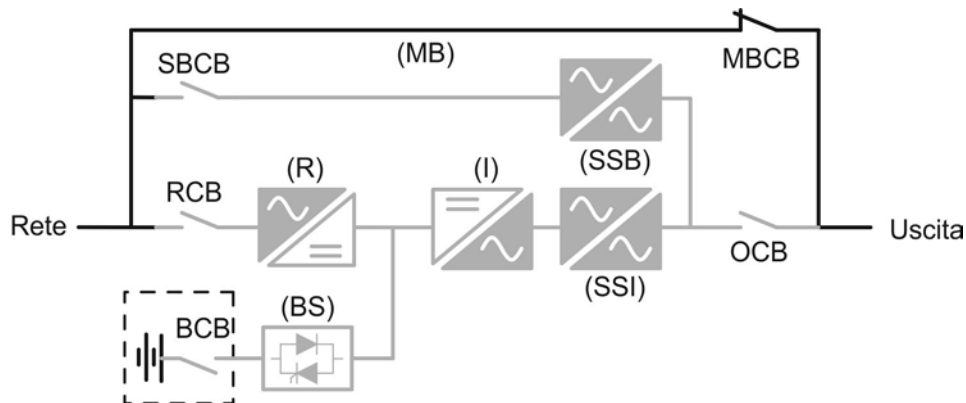 (MB)
MBCB
SBCB
(SSB)
(R)
(I)
RCB
Rete
Uscita
OCB
(SSI)
(BS)
BCB